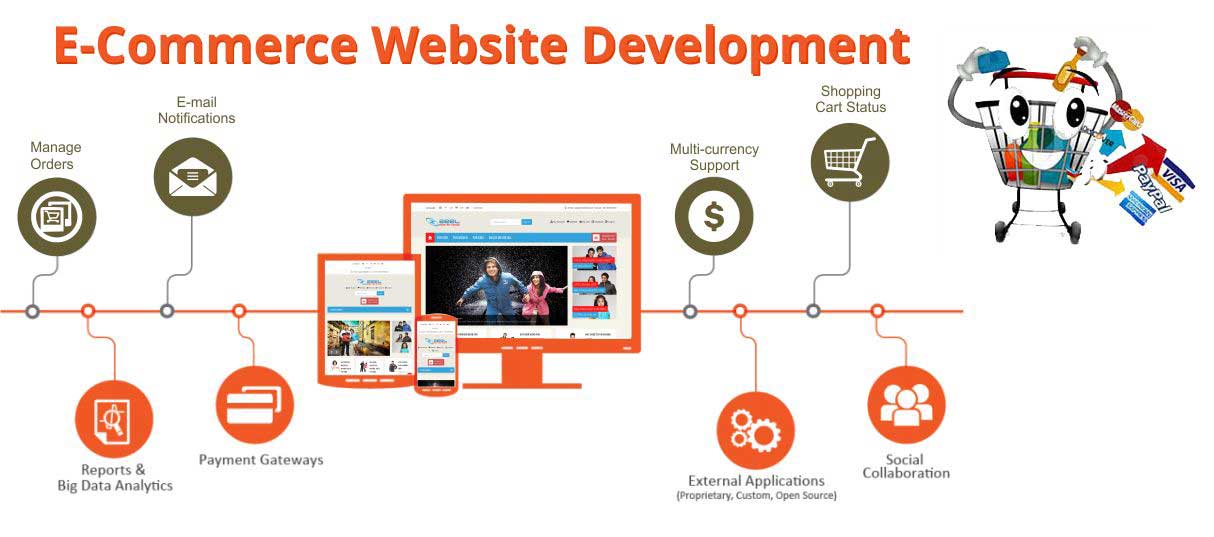 E-Commerce Website Development
E-mail
Notifications
Manage
Orders
Shopping
Cart Status
Multi-currency
Support
MasterCard
VISA
PayPal
Reports &
Big Data Analytics
Payment Gateways
External Applications
(Proprietary, Custom, Open Source)
Social
Collaboration